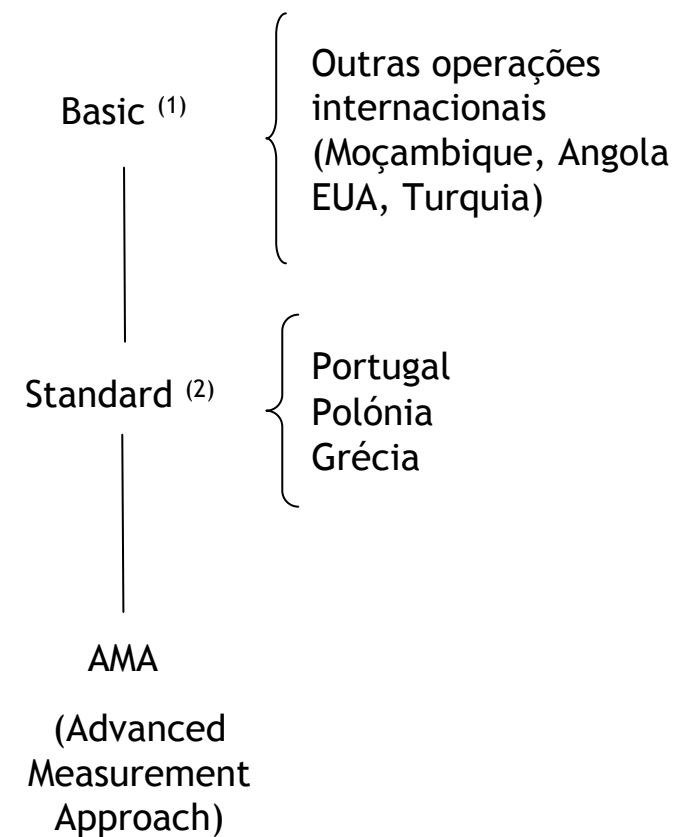 Basic (1)
Outras operações
internacionais
(Moçambique, Angola
EUA, Turquia)
Standard (2)
Portugal
Polónia
Grécia
AMA
(Advanced
Measurement
Approach)